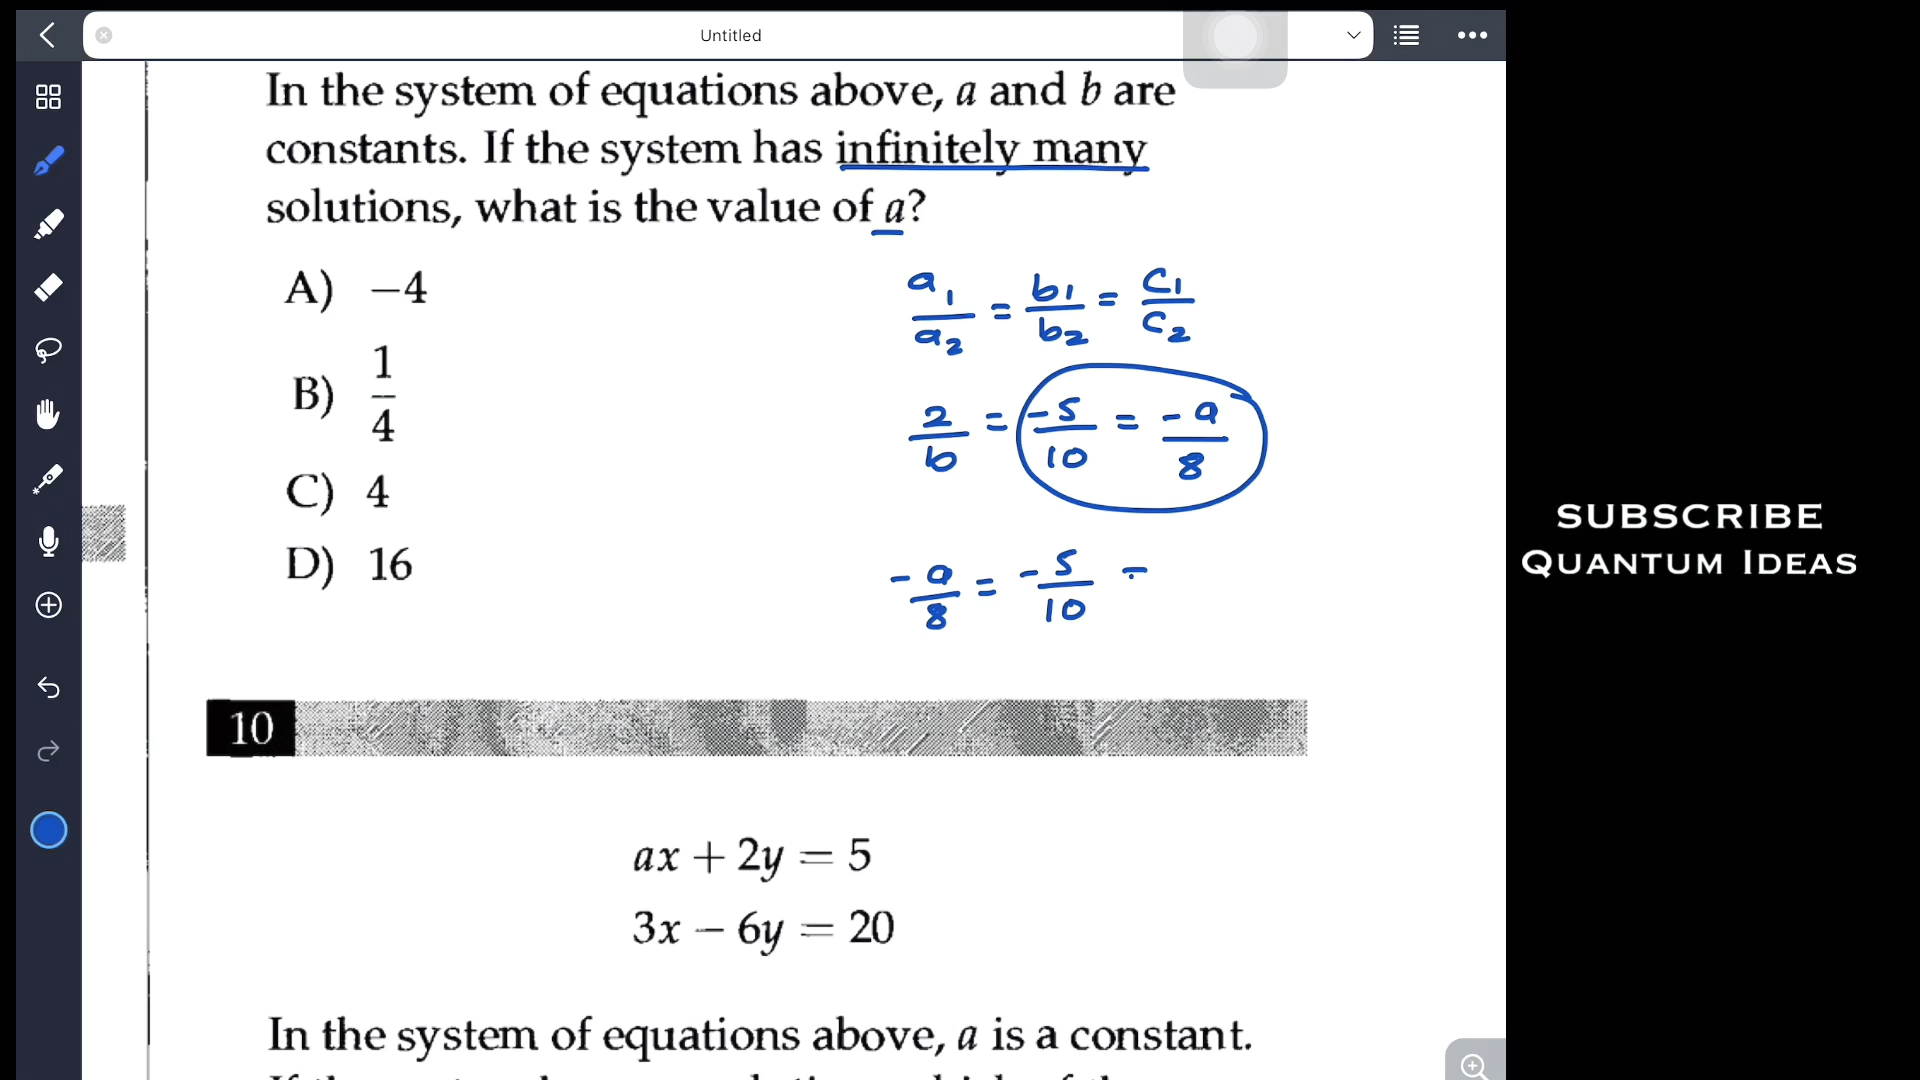 Untitled
In the system of equations above, a and b are
constants. If the system has infinitely many
solutions, what is the value of a?
A) −4
B) 1/4
C) 4
D) 16
a1/a2 = b1/b2 = c1/c2
2/b = -5/10 = -a/8
-a/8 = -5/10 =
10
ax + 2y = 5
3x − 6y = 20
In the system of equations above, a is a constant.
SUBSCRIBE
QUANTUM IDEAS